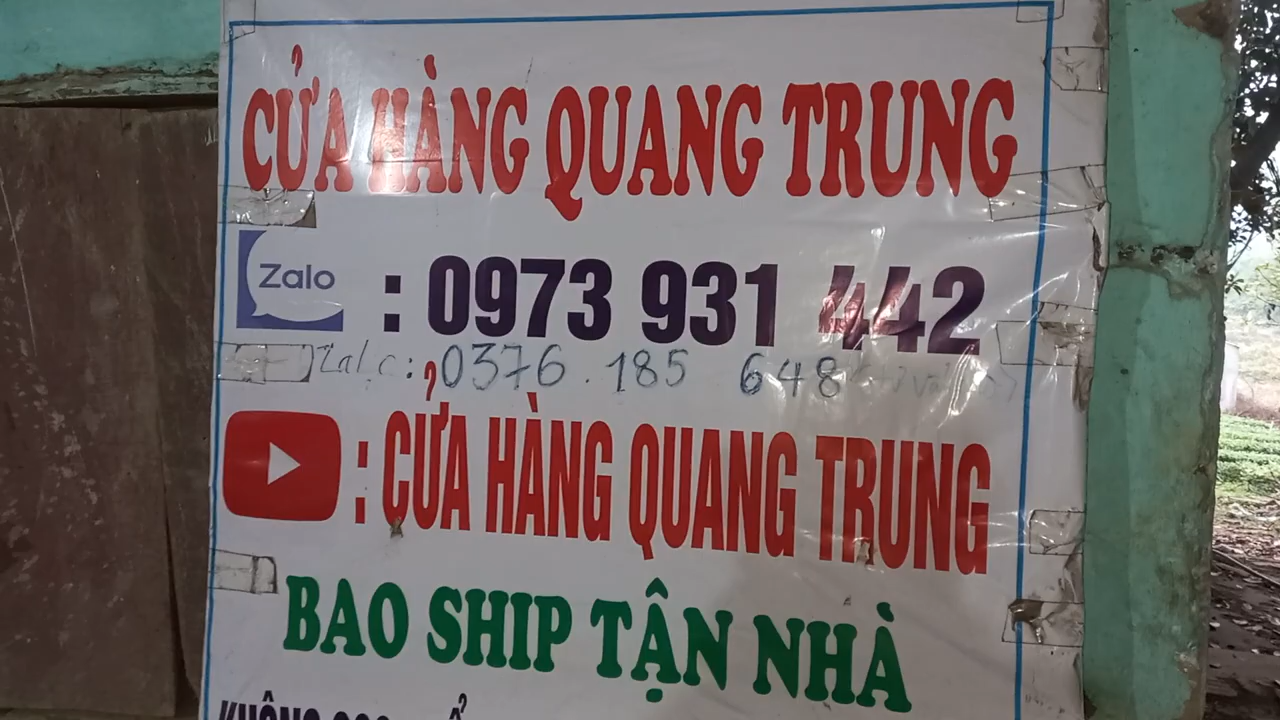 CỬA HÀNG QUANG TRUNG
Zalo : 0973 931 442
Zalo: 0376.185 648
: CỬA HÀNG QUANG TRUNG
BAO SHIP TẬN NHÀ
KHÔNG